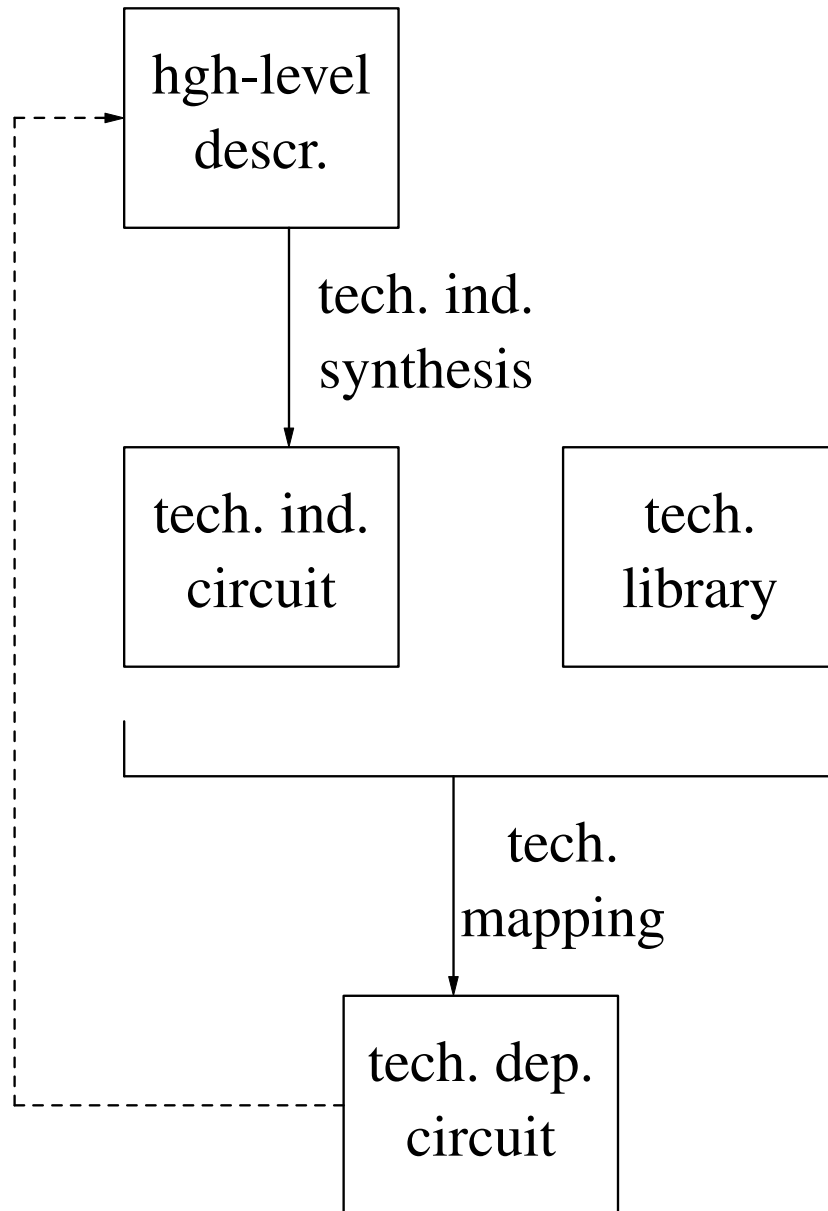 hgh-level
descr.
tech. ind.
synthesis
tech. ind.
circuit
tech.
library
tech.
mapping
tech. dep.
circuit